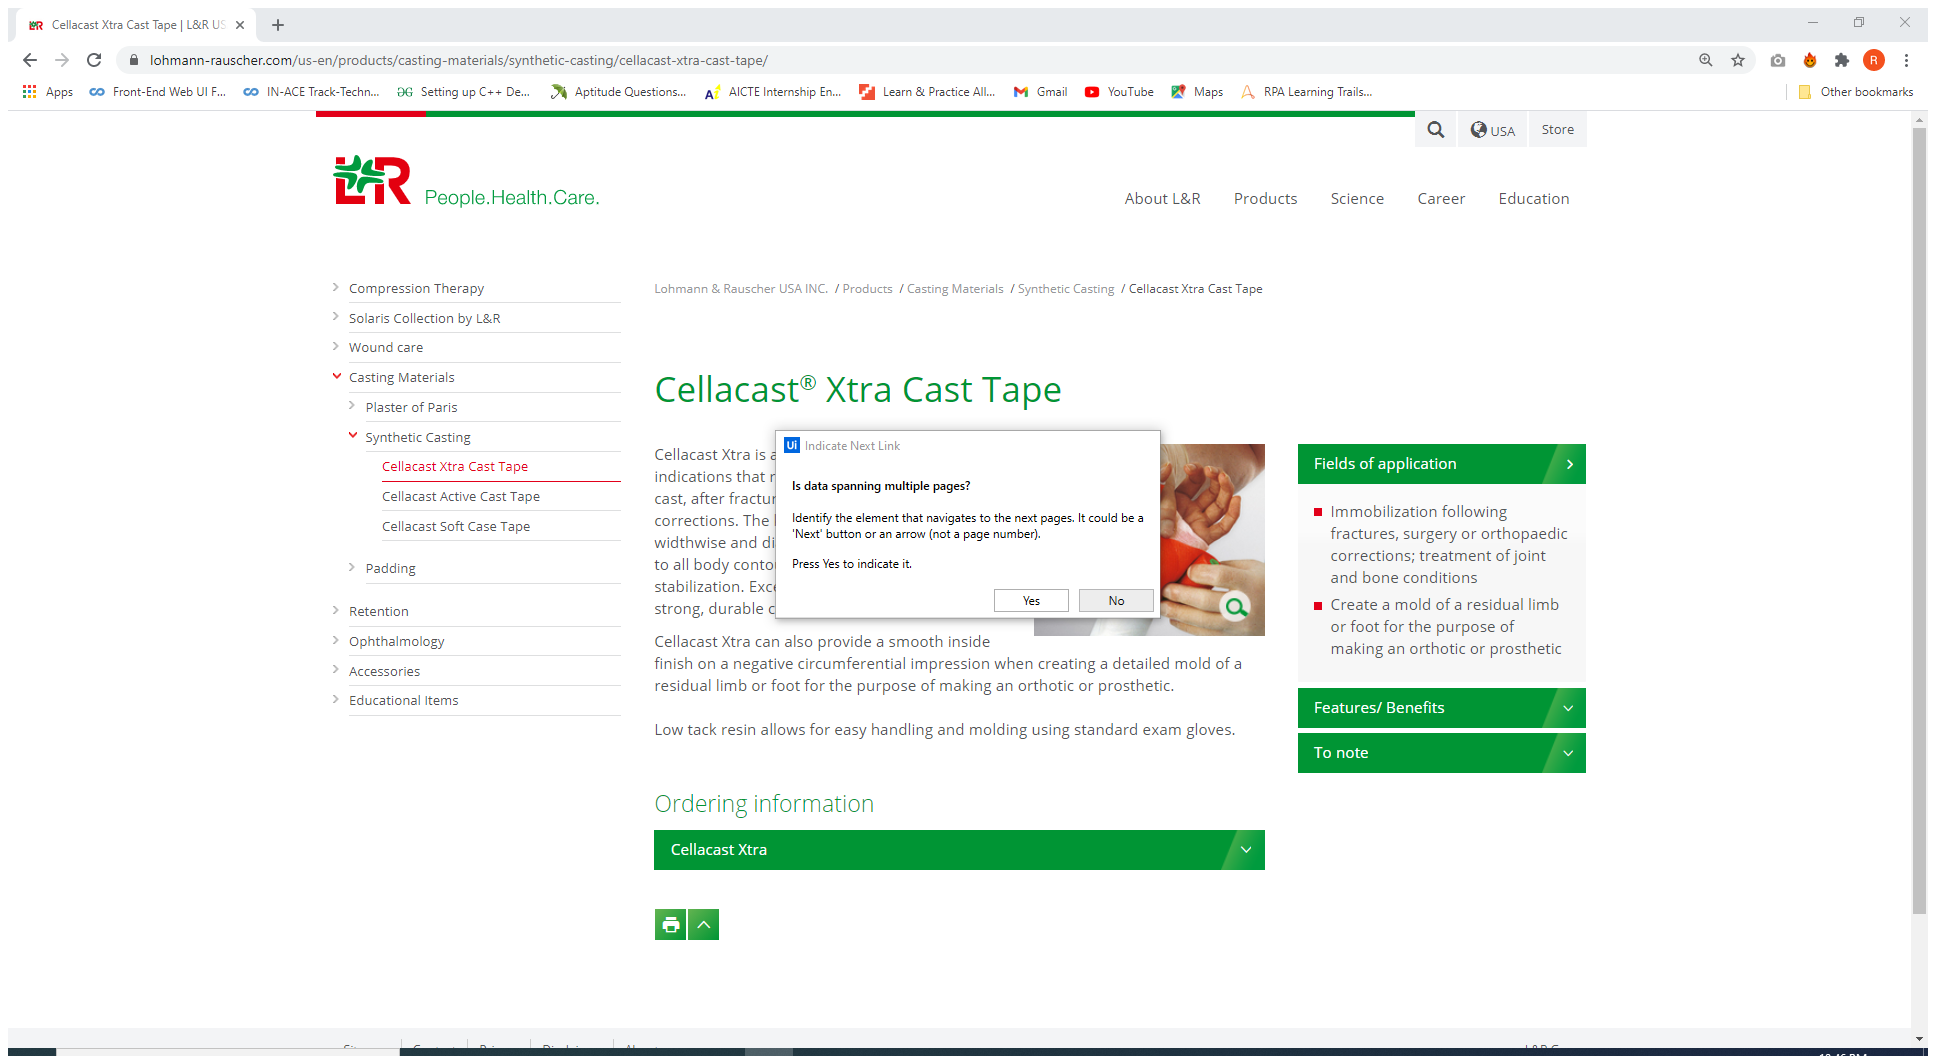 Cellacast Xtra Cast Tape | L&R US
lohmann-rauscher.com/us-en/products/casting-materials/synthetic-casting/cellacast-xtra-cast-tape/
R
Apps
Front-End Web UI F...
IN-ACE Track-Techn...
Setting up C++ De...
Aptitude Questions...
AICTE Internship En...
Learn & Practice All...
Gmail
YouTube
Maps
RPA Learning Trails...
Other bookmarks
USA
Store
L&R
People.Health.Care.
About L&R
Products
Science
Career
Education
Compression Therapy
Solaris Collection by L&R
Wound care
Casting Materials
Plaster of Paris
Synthetic Casting
Cellacast Xtra Cast Tape
Cellacast Active Cast Tape
Cellacast Soft Case Tape
Padding
Retention
Ophthalmology
Accessories
Educational Items
Lohmann & Rauscher USA INC. / Products / Casting Materials / Synthetic Casting / Cellacast Xtra Cast Tape
Cellacast® Xtra Cast Tape
Cellacast Xtra is
indications that
cast, after
corrections. The
widthwise and
to all body
stabilization.
strong, durable
Ui Indicate Next Link
Is data spanning multiple pages?
Identify the element that navigates to the next pages. It could be a
'Next' button or an arrow (not a page number).
Press Yes to indicate it.
Yes
No
Cellacast Xtra can also provide a smooth inside
finish on a negative circumferential impression when creating a detailed mold of a
residual limb or foot for the purpose of making an orthotic or prosthetic.
Low tack resin allows for easy handling and molding using standard exam gloves.
Ordering information
Cellacast Xtra
Fields of application
Immobilization following
fractures, surgery or orthopaedic
corrections; treatment of joint
and bone conditions
Create a mold of a residual limb
or foot for the purpose of
making an orthotic or prosthetic
Features/ Benefits
To note